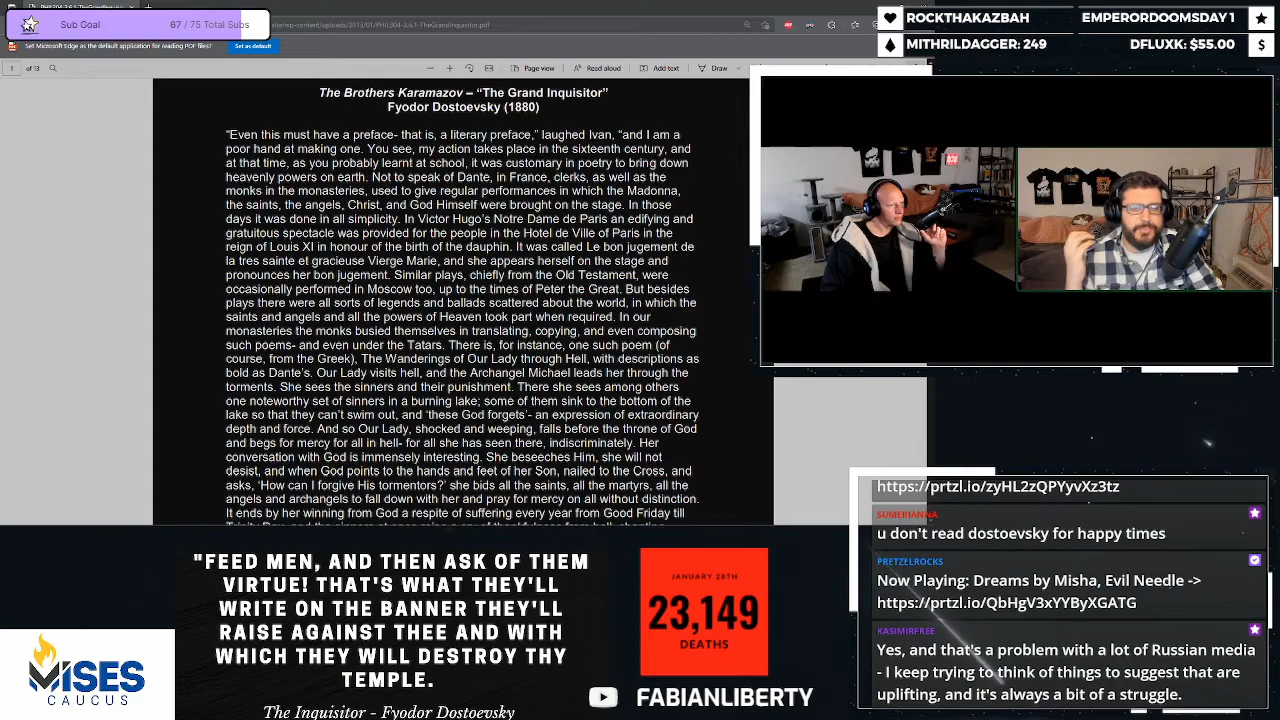 Sub Goal 67 / 75 Total Subs
site/wp-content/uploads/2013/01/PHIL304-3.6.1-TheGrandInquisitor.pdf
Set Microsoft Edge as the default application for reading PDF files? Set as default
1 of 13 Page view Read aloud Add text Draw
ROCKTHAKAZBAH EMPERORDOOMSDAY 1
MITHRILDAGGER: 249 DFLUXK: $55.00
The Brothers Karamazov – “The Grand Inquisitor”
Fyodor Dostoevsky (1880)
“Even this must have a preface- that is, a literary preface,” laughed Ivan, “and I am a
poor hand at making one. You see, my action takes place in the sixteenth century, and
at that time, as you probably learnt at school, it was customary in poetry to bring down
heavenly powers on earth. Not to speak of Dante, in France, clerks, as well as the
monks in the monasteries, used to give regular performances in which the Madonna,
the saints, the angels, Christ, and God Himself were brought on the stage. In those
days it was done in all simplicity. In Victor Hugo's Notre Dame de Paris an edifying and
gratuitous spectacle was provided for the people in the Hotel de Ville of Paris in the
reign of Louis XI in honour of the birth of the dauphin. It was called Le bon jugement de
la tres sainte et gracieuse Vierge Marie, and she appears herself on the stage and
pronounces her bon jugement. Similar plays, chiefly from the Old Testament, were
occasionally performed in Moscow too, up to the times of Peter the Great. But besides
plays there were all sorts of legends and ballads scattered about the world, in which the
saints and angels and all the powers of Heaven took part when required. In our
monasteries the monks busied themselves in translating, copying, and even composing
such poems- and even under the Tatars. There is, for instance, one such poem (of
course, from the Greek), The Wanderings of Our Lady through Hell, with descriptions as
bold as Dante's. Our Lady visits hell, and the Archangel Michael leads her through the
torments. She sees the sinners and their punishment. There she sees among others
one noteworthy set of sinners in a burning lake; some of them sink to the bottom of the
lake so that they can't swim out, and ‘these God forgets’- an expression of extraordinary
depth and force. And so Our Lady, shocked and weeping, falls before the throne of God
and begs for mercy for all in hell- for all she has seen there, indiscriminately. Her
conversation with God is immensely interesting. She beseeches Him, she will not
desist, and when God points to the hands and feet of her Son, nailed to the Cross, and
asks, ‘How can I forgive His tormentors?’ she bids all the saints, all the martyrs, all the
angels and archangels to fall down with her and pray for mercy on all without distinction.
It ends by her winning from God a respite of suffering every year from Good Friday till
https://prtzl.io/zyHL2zQPYyvXz3tz
SUMERIANNA
u don't read dostoevsky for happy times
PRETZELROCKS
Now Playing: Dreams by Misha, Evil Needle ->
https://prtzl.io/QbHgV3xYYByXGATG
KASIMIRFREE
Yes, and that's a problem with a lot of Russian media
- I keep trying to think of things to suggest that are
uplifting, and it's always a bit of a struggle.
MISES
CAUCUS
"FEED MEN, AND THEN ASK OF THEM
VIRTUE! THAT'S WHAT THEY'LL
WRITE ON THE BANNER THEY'LL
RAISE AGAINST THEE AND WITH
WHICH THEY WILL DESTROY THY
TEMPLE.
The Inquisitor - Fyodor Dostoevsky
JANUARY 28TH
23,149
DEATHS
FABIANLIBERTY